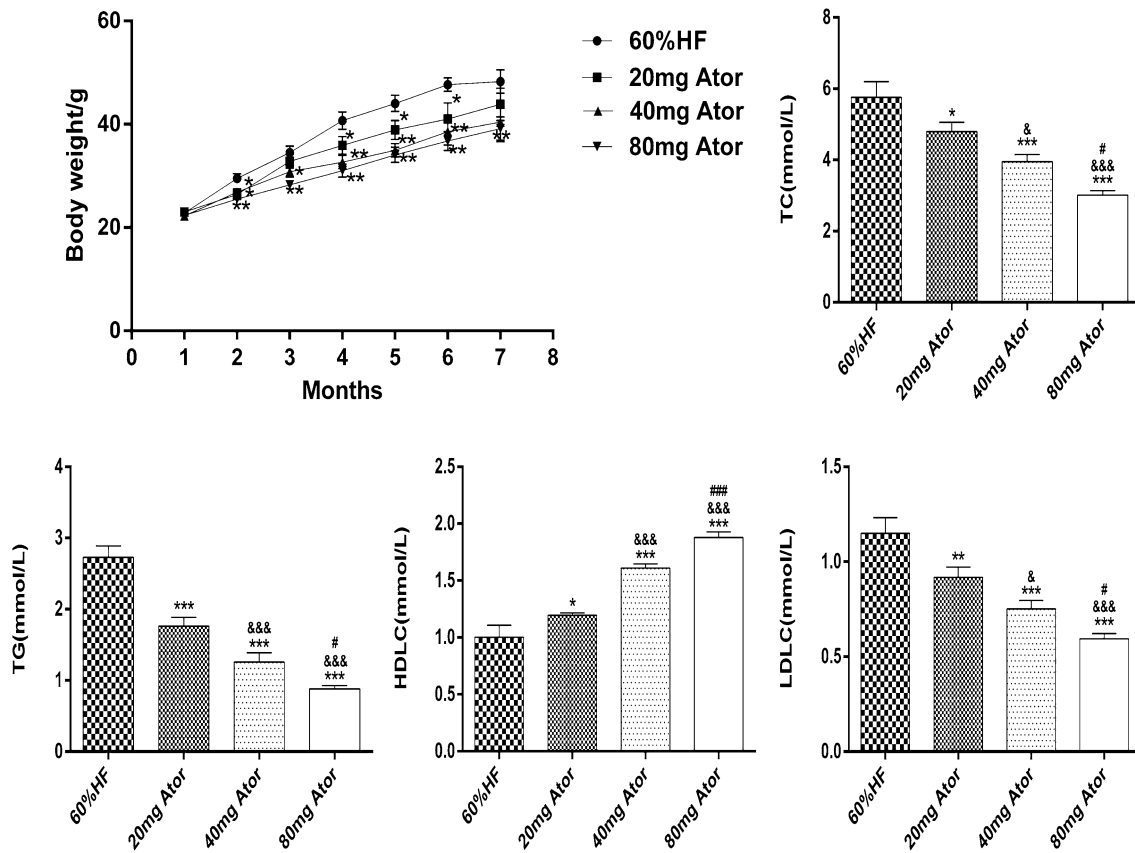 60
40
20
0
Body weight/g
*
*
**
*
**
*
**
**
*
**
**
*
**
**
**
0 1 2 3 4 5 6 7 8
Months
60%HF
20mg Ator
40mg Ator
80mg Ator
8
6
4
2
0
TC(mmol/L)
*
&
***
#
&&&
***
60%HF
20mg Ator
40mg Ator
80mg Ator
4
3
2
1
0
TG(mmol/L)
***
&&&
***
#
&&&
***
60%HF
20mg Ator
40mg Ator
80mg Ator
2.5
2.0
1.5
1.0
0.5
0.0
HDLC(mmol/L)
*
&&&
***
###
&&&
***
60%HF
20mg Ator
40mg Ator
80mg Ator
1.5
1.0
0.5
0.0
LDLC(mmol/L)
**
&
***
#
&&&
***
60%HF
20mg Ator
40mg Ator
80mg Ator